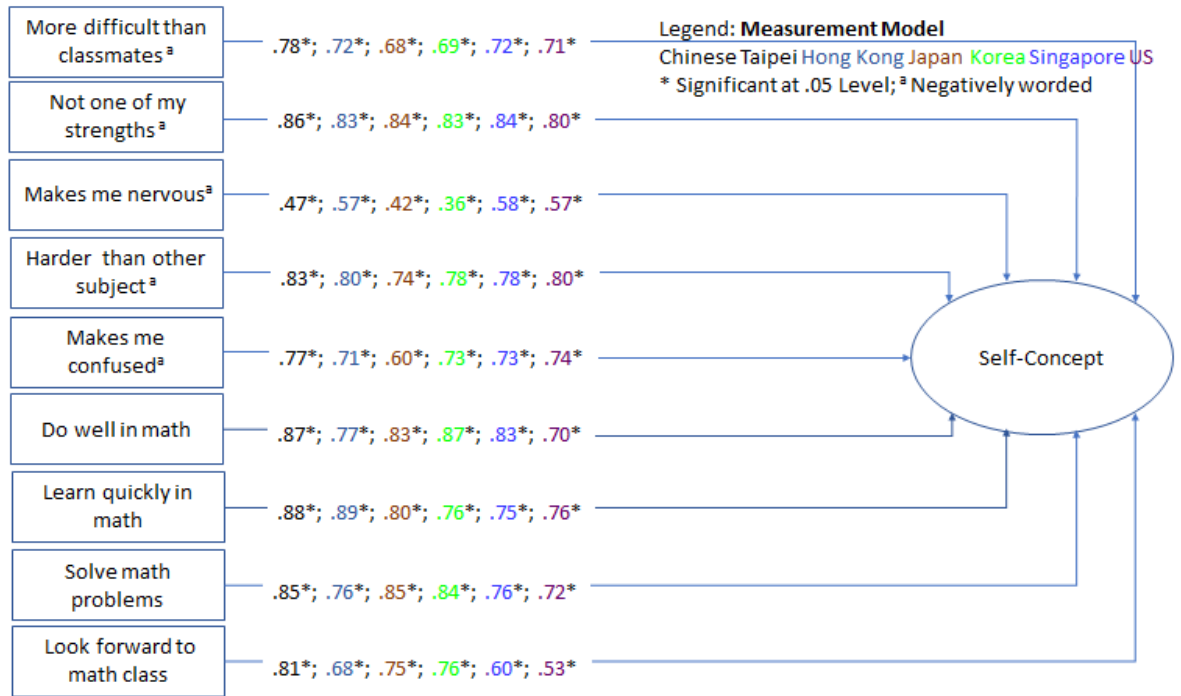 More difficult than
classmates ª
.78*; .72*; .68*; .69*; .72*; .71*
Legend: Measurement Model
Chinese Taipei Hong Kong Japan Korea Singapore US
* Significant at .05 Level; ª Negatively worded
Not one of my
strengths ª
.86*; .83*; .84*; .83*; .84*; .80*
Makes me nervousª
.47*; .57*; .42*; .36*; .58*; .57*
Harder than other
subject ª
.83*; .80*; .74*; .78*; .78*; .80*
Makes me
confusedª
.77*; .71*; .60*; .73*; .73*; .74*
Self-Concept
Do well in math
.87*; .77*; .83*; .87*; .83*; .70*
Learn quickly in
math
.88*; .89*; .80*; .76*; .75*; .76*
Solve math
problems
.85*; .76*; .85*; .84*; .76*; .72*
Look forward to
math class
.81*; .68*; .75*; .76*; .60*; .53*